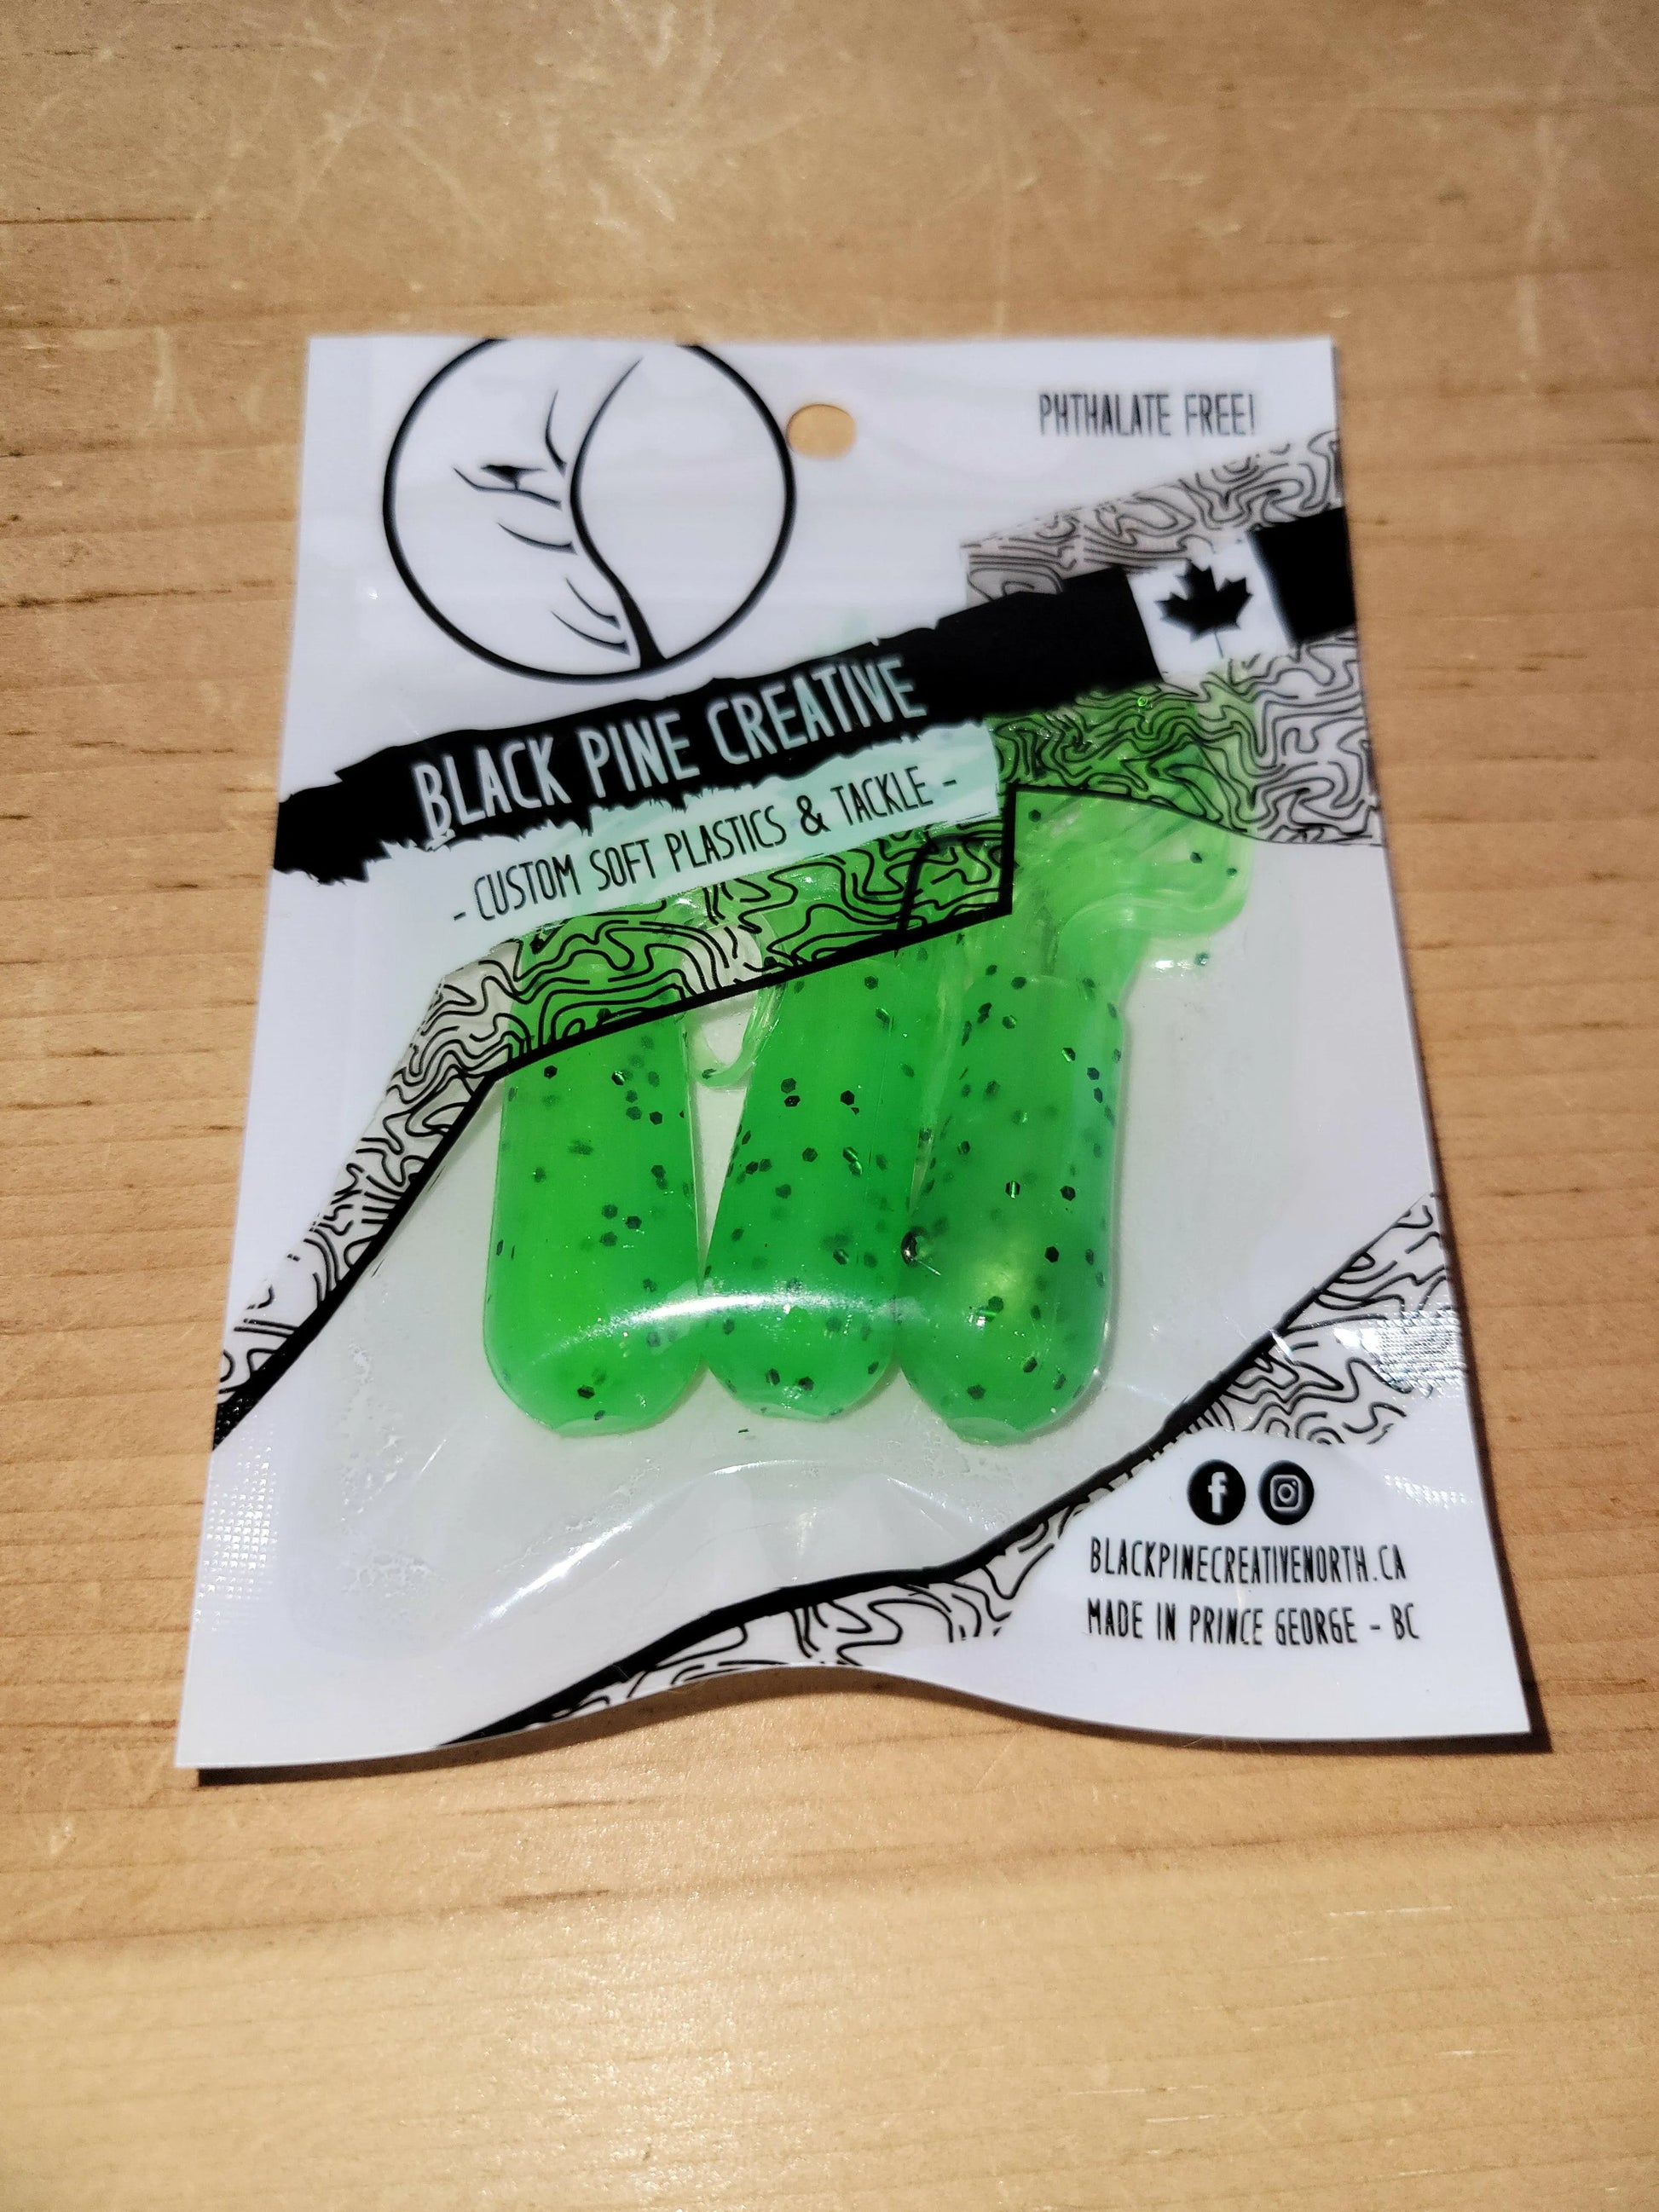 PHTHALATE FREE!
BLACK PINE CREATIVE
- CUSTOM SOFT PLASTICS & TACKLE -
f
BLACKPINECREATIVENORTH.CA
MADE IN PRINCE GEORGE - BC